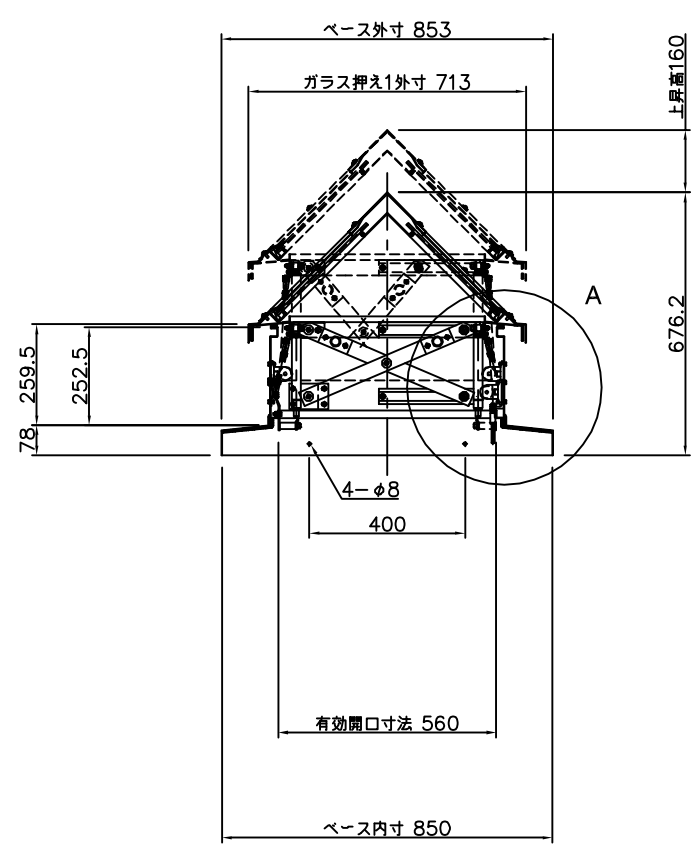 ベース外寸 853
ガラス押え1外寸 713
上昇高160
A
676.2
259.5
252.5
78
4-φ8
400
有効開口寸法 560
ベース内寸 850